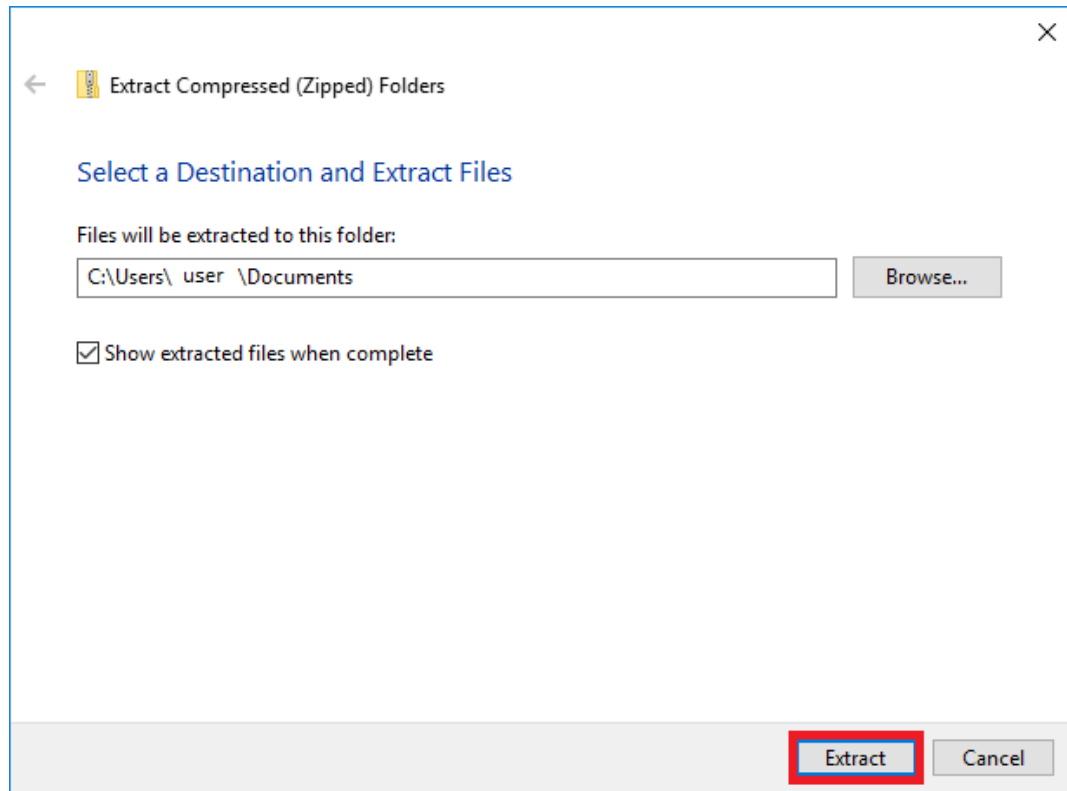 Extract Compressed (Zipped) Folders
Select a Destination and Extract Files
Files will be extracted to this folder:
C:\Users\ user \Documents
Browse...
Show extracted files when complete
Extract
Cancel